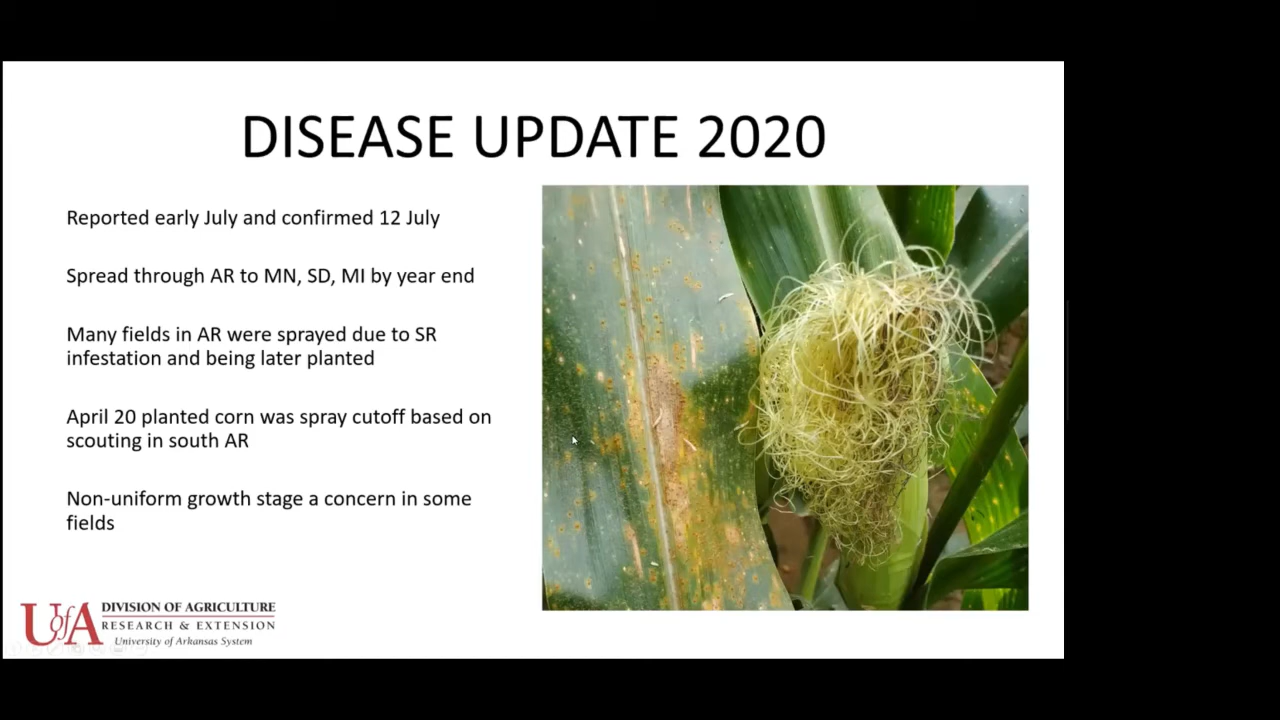 DISEASE UPDATE 2020
Reported early July and confirmed 12 July
Spread through AR to MN, SD, MI by year end
Many fields in AR were sprayed due to SR
infestation and being later planted
April 20 planted corn was spray cutoff based on
scouting in south AR
Non-uniform growth stage a concern in some
fields
UofA
DIVISION OF AGRICULTURE
RESEARCH & EXTENSION
University of Arkansas System